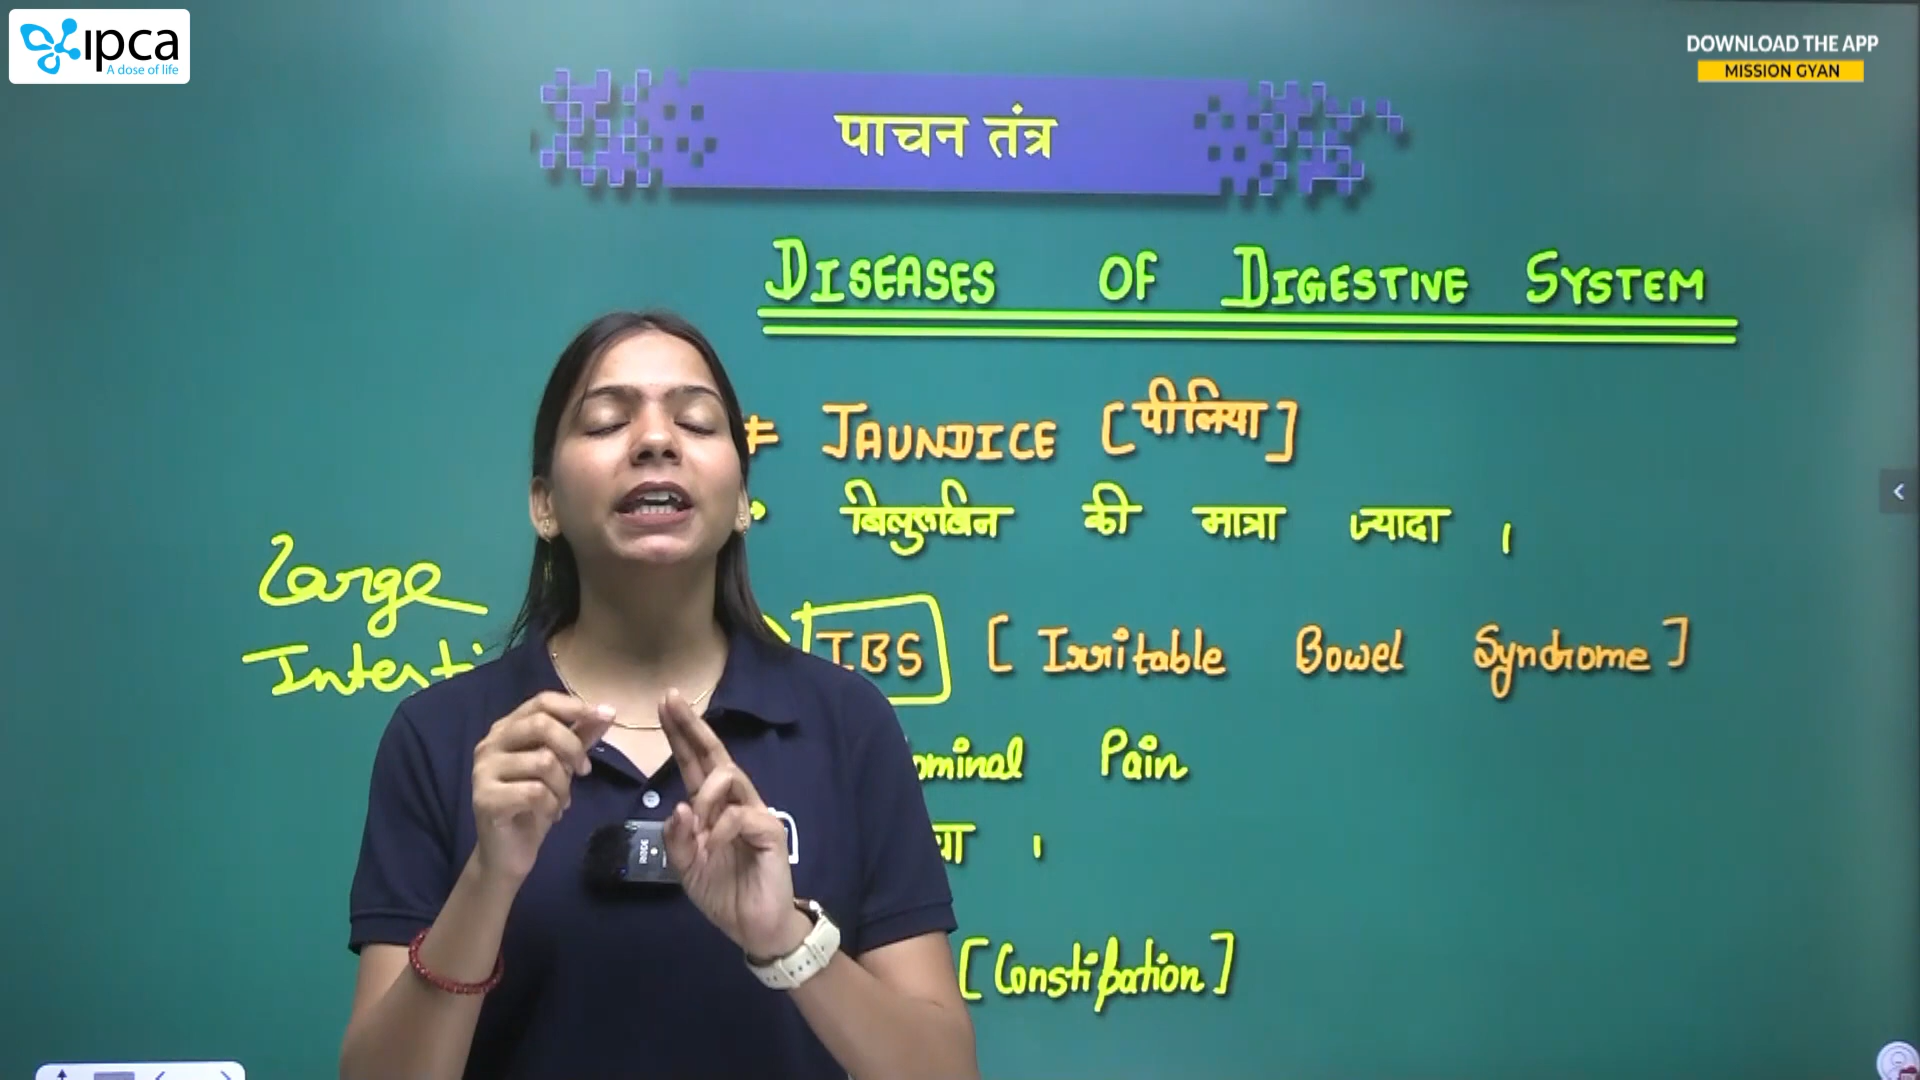 ipca
A dose of life
DOWNLOAD THE APP
MISSION GYAN
पाचन तंत्र
DISEASES OF DIGESTIVE SYSTEM
# JAUNDICE [पीलिया]
बिलुरुबिन की मात्रा ज्यादा ।
Large
IBS [Irritable Bowel Syndrome]
Pain
[Constipation]